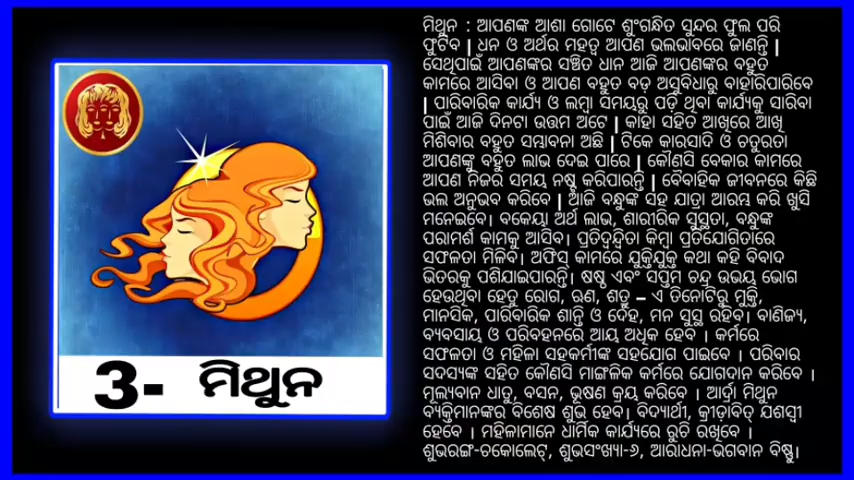 ମିଥୁନ : ଆପଣଙ୍କ ଆଶା ଗୋଟେ ଶୁଂଗନ୍ଧିତ ସୁନ୍ଦର ଫୁଲ ପରି
ଫୁଟିବ | ଧନ ଓ ଅର୍ଥର ମହତ୍ୱ ଆପଣ ଭଲଭାବରେ ଜାଣନ୍ତି |
ସେଥିପାଇଁ ଆପଣଙ୍କର ସଞ୍ଚିତ ଧାନ ଆଜି ଆପଣଙ୍କର ବହୁତ
କାମରେ ଆସିବା ଓ ଆପଣ ବହୁତ ବଡ଼ ଅସୁବିଧାରୁ ବାହାରିପାରିବେ
| ପାରିବାରିକ କାର୍ଯ୍ୟ ଓ ଲମ୍ବା ସମୟରୁ ପଡ଼ି ଥିବା କାର୍ଯ୍ୟକୁ ସାରିବା
ପାଇଁ ଆଜି ଦିନଟା ଉତ୍ତମ ଅଟେ | କାହା ସହିତ ଆଖିରେ ଆଖି
ମିଶିବାର ବହୁତ ସମ୍ଭାବନା ଅଛି | ଟିକେ କାରସାଦି ଓ ଚତୁରତା
ଆପଣଙ୍କୁ ବହୁତ ଲାଭ ଦେଇ ପାରେ | କୌଣସି ବେକାର କାମରେ
ଆପଣ ନିଜର ସମୟ ନଷ୍ଟ କରିପାରନ୍ତି | ବୈବାହିକ ଜୀବନରେ କିଛି
ଭଲ ଅନୁଭବ କରିବେ | ଆଜି ବନ୍ଧୁଙ୍କ ସହ ଯାତ୍ରା ଆରମ୍ଭ କରି ଖୁସି
ମନେଇବେ। ବକେୟା ଅର୍ଥ ଲାଭ, ଶାରୀରିକ ସୁସ୍ଥତା, ବନ୍ଧୁଙ୍କ
ପରାମର୍ଶ କାମକୁ ଆସିବ। ପ୍ରତିଦ୍ୱନ୍ଦ୍ୱିତା କିମ୍ବା ପ୍ରତିଯୋଗିତାରେ
ସଫଳତା ମିଳିବ। ଅଫିସ୍ କାମରେ ଯୁକ୍ତିଯୁକ୍ତ କଥା କହି ବିବାଦ
ଭିତରକୁ ପଶିଯାଇପାରନ୍ତି। ଷଷ୍ଠ ଏବଂ ସପ୍ତମ ଚନ୍ଦ୍ର ଉଭୟ ଭୋଗ
ହେଉଥିବା ହେତୁ ରୋଗ, ଋଣ, ଶତ୍ରୁ – ଏ ତିନୋଟିରୁ ମୁକ୍ତି,
ମାନସିକ, ପାରିବାରିକ ଶାନ୍ତି ଓ ଦେହ, ମନ ସୁସ୍ଥ ରହିବ। ବାଣିଜ୍ୟ,
ବ୍ୟବସାୟ ଓ ପରିବହନରେ ଆୟ ଅଧିକ ହେବ । କର୍ମରେ
ସଫଳତା ଓ ମହିଳା ସହକର୍ମୀଙ୍କ ସହଯୋଗ ପାଇବେ । ପରିବାର
ସଦସ୍ୟଙ୍କ ସହିତ କୌଣସି ମାଙ୍ଗଳିକ କର୍ମରେ ଯୋଗଦାନ କରିବେ ।
ମୂଲ୍ୟବାନ ଧାତୁ, ବସନ, ଭୂଷଣ କ୍ରୟ କରିବେ । ଆର୍ଦ୍ରା ମିଥୁନ
ବ୍ୟକ୍ତିମାନଙ୍କର ବିଶେଷ ଶୁଭ ହେବ। ବିଦ୍ୟାର୍ଥୀ, କ୍ରୀଡ଼ାବିତ୍ ଯଶସ୍ୱୀ
ହେବେ । ମହିଳାମାନେ ଧାର୍ମିକ କାର୍ଯ୍ୟରେ ରୁଚି ରଖିବେ ।
ଶୁଭରଙ୍ଗ-ଚକୋଲେଟ୍, ଶୁଭସଂଖ୍ୟା-୬, ଆରାଧନା-ଭଗବାନ ବିଷ୍ଣୁ।
3- ମିଥୁନ